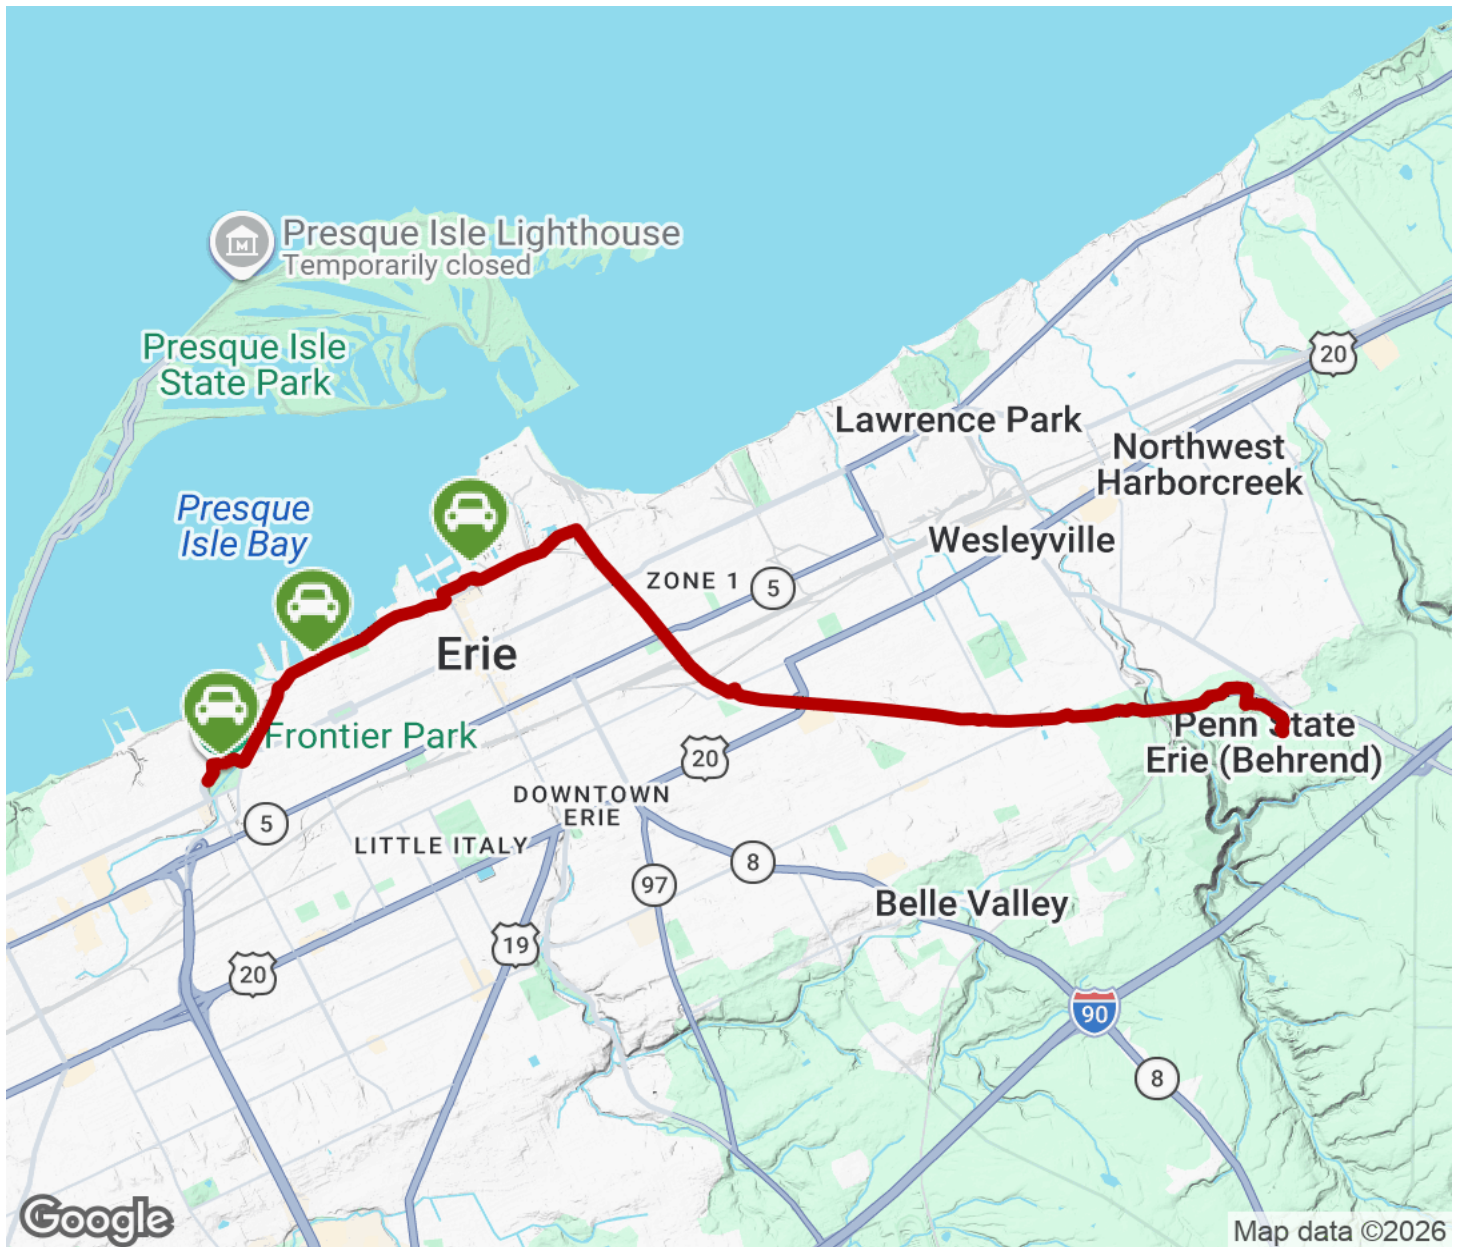 Presque Isle Lighthouse
Temporarily closed
Presque Isle
State Park
20
Lawrence Park
Northwest
Harborcreek
Presque
Isle Bay
Wesleyville
ZONE 1
5
Erie
Frontier Park
Penn State
Erie (Behrend)
20
DOWNTOWN
ERIE
5
LITTLE ITALY
8
97
Belle Valley
19
20
90
8
Google
Map data ©2026